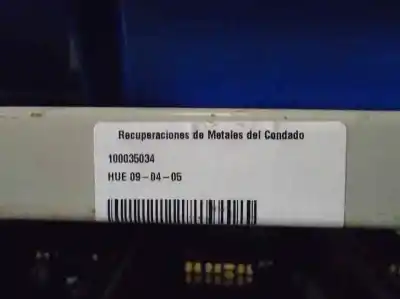 Recuperaciones de Metales del Condado
100035034
HUE 09-04-05